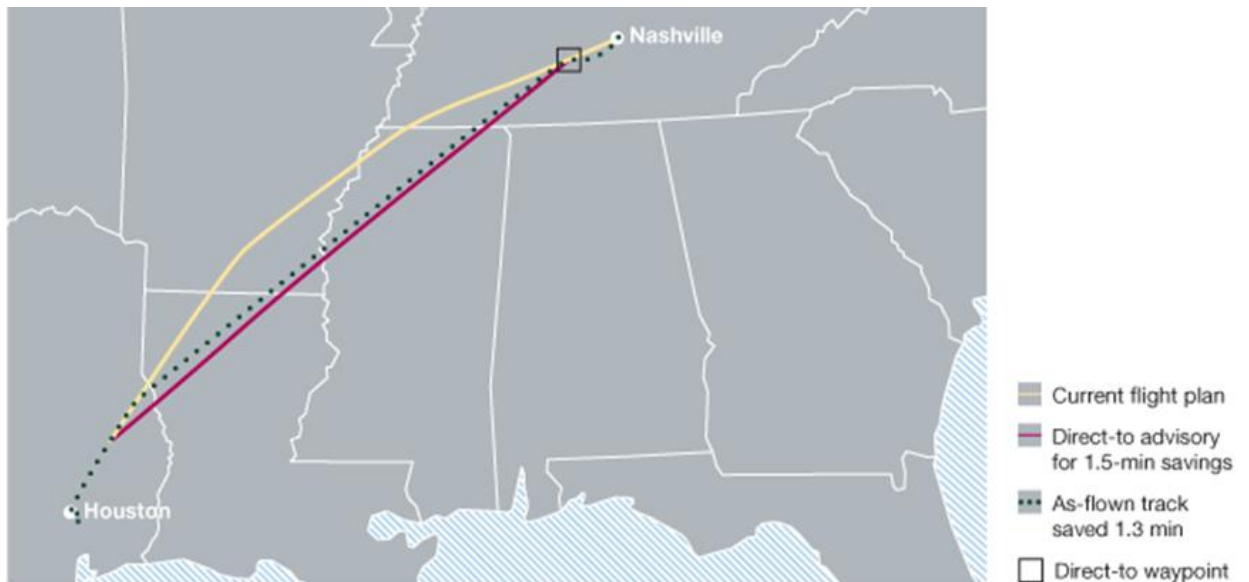 Nashville
Houston
Current flight plan
Direct-to advisory
for 1.5-min savings
As-flown track
saved 1.3 min
Direct-to waypoint